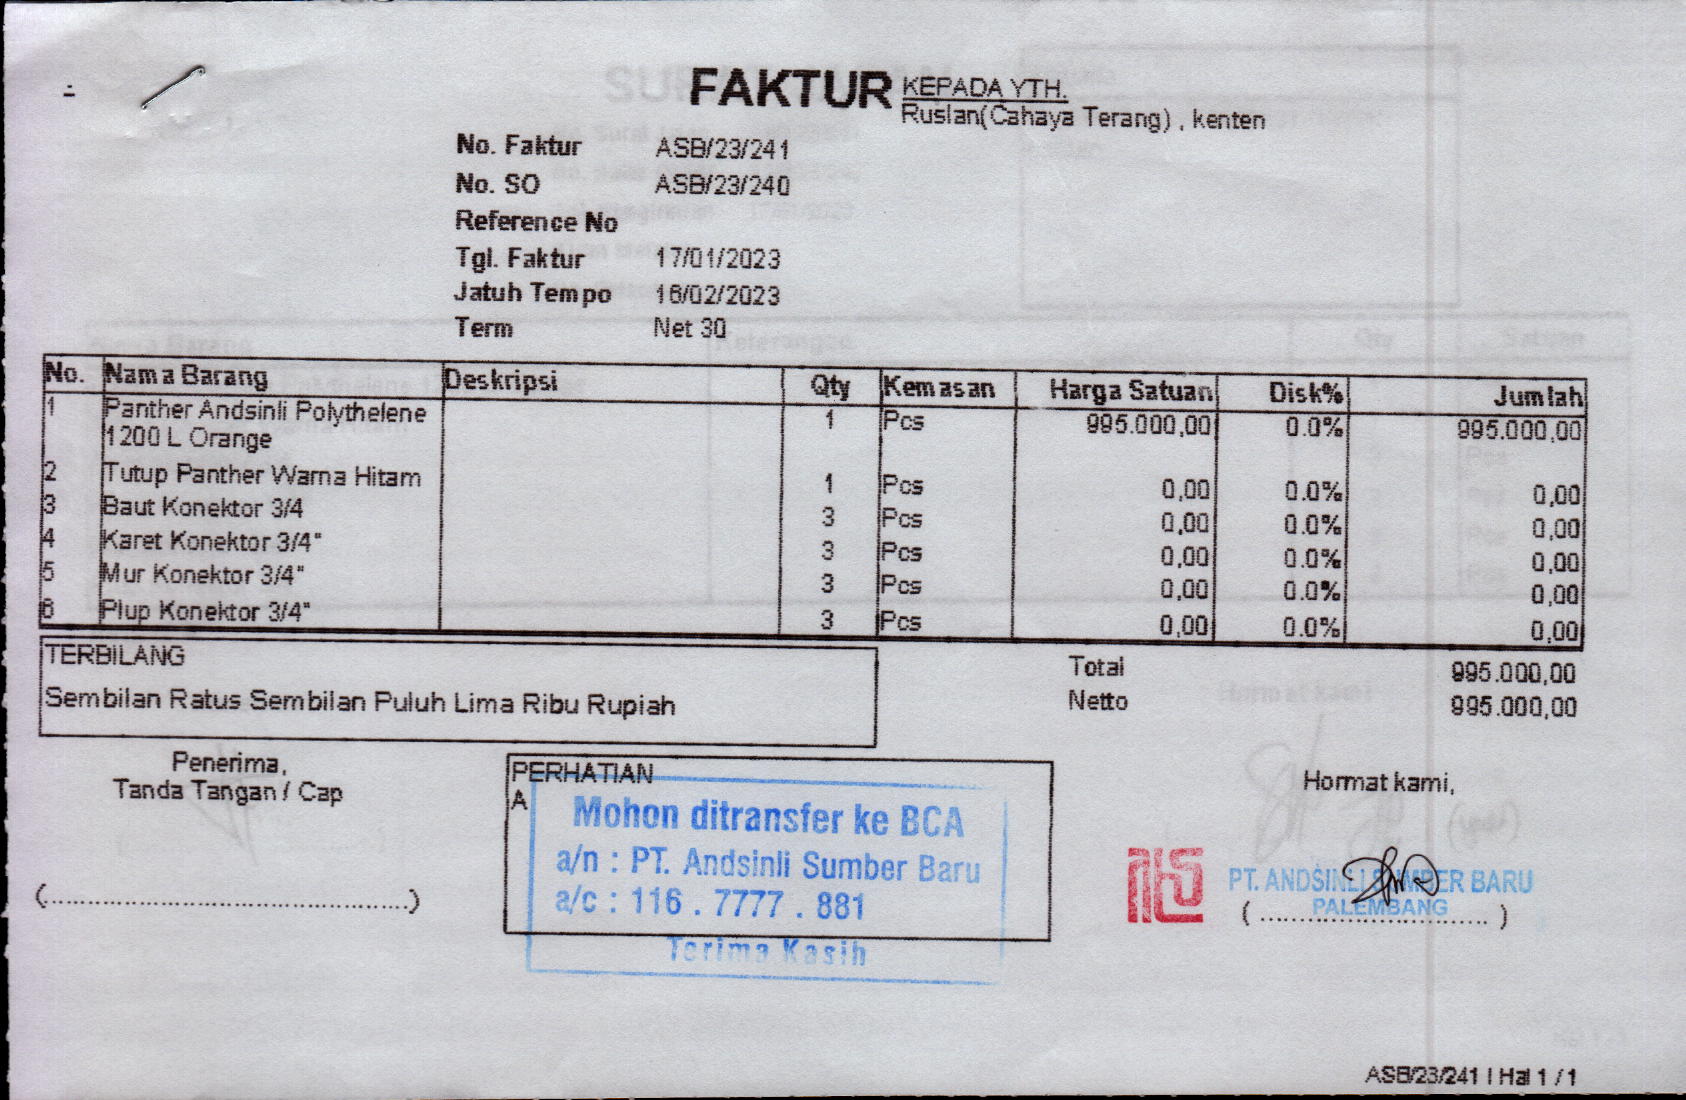 FAKTUR
KEPADA YTH.
Ruslan(Cahaya Terang) , kenten
No. Faktur ASB/23/241
No. SO ASB/23/240
Reference No
Tgl. Faktur 17/01/2023
Jatuh Tempo 16/02/2023
Term Net 30
No. Nama Barang Deskripsi Qty Kemasan Harga Satuan Disk% Jumlah
1 Panther Andsinli Polythelene 1 Pcs 995.000,00 0.0% 995.000,00
1200 L Orange
2 Tutup Panther Warna Hitam 1 Pcs 0,00 0.0% 0,00
3 Baut Konektor 3/4 3 Pcs 0,00 0.0% 0,00
4 Karet Konektor 3/4" 3 Pcs 0,00 0.0% 0,00
5 Mur Konektor 3/4" 3 Pcs 0,00 0.0% 0,00
6 Plup Konektor 3/4" 3 Pcs 0,00 0.0% 0,00
TERBILANG
Sembilan Ratus Sembilan Puluh Lima Ribu Rupiah
Total 995.000,00
Netto 995.000,00
Penerima,
Tanda Tangan / Cap
(..........................................)
PERHATIAN
A
Mohon ditransfer ke BCA
a/n : PT. Andsinli Sumber Baru
a/c : 116 . 7777 . 881
Terima Kasih
Hormat kami,
PT. ANDSINLI SUMBER BARU
PALEMBANG
( .............................. )
ASB/23/241 | Hal 1 / 1